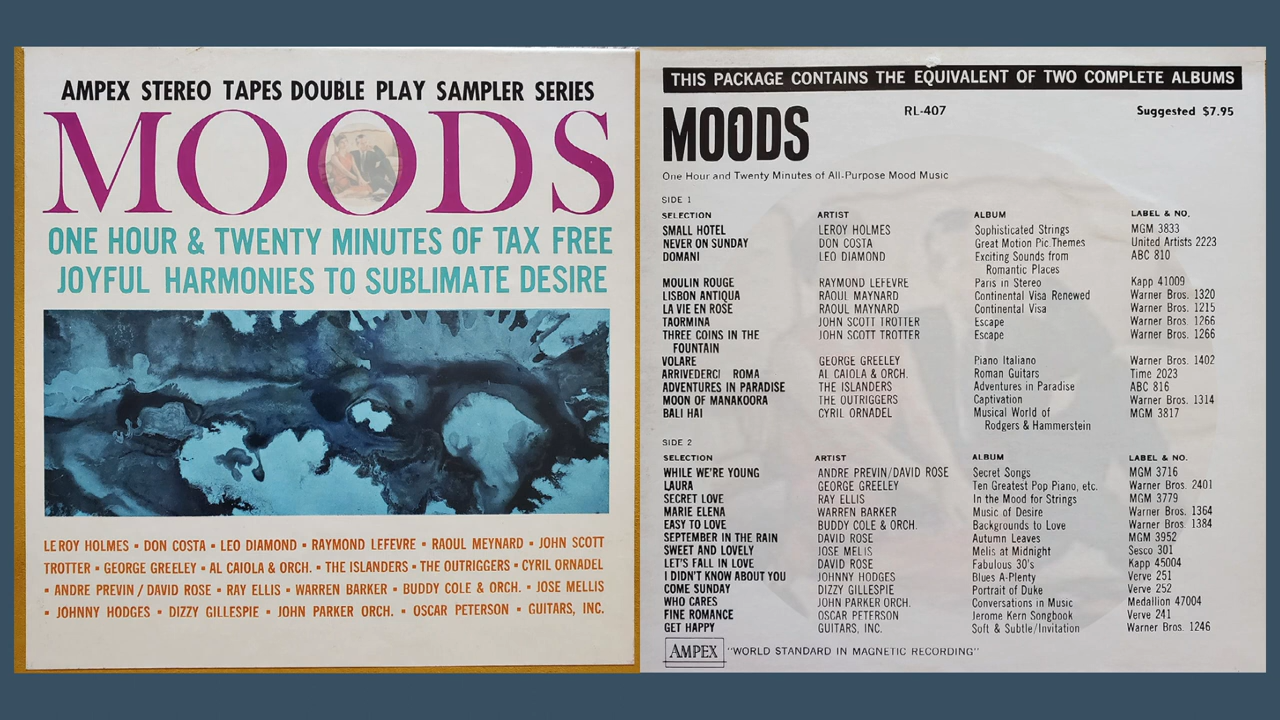 AMPEX STEREO TAPES DOUBLE PLAY SAMPLER SERIES
MOODS
ONE HOUR & TWENTY MINUTES OF TAX FREE
JOYFUL HARMONIES TO SUBLIMATE DESIRE
LEROY HOLMES ▪ DON COSTA ▪ LEO DIAMOND ▪ RAYMOND LEFEVRE ▪ RAOUL MEYNARD ▪ JOHN SCOTT
TROTTER ▪ GEORGE GREELEY ▪ AL CAIOLA & ORCH. ▪ THE ISLANDERS ▪ THE OUTRIGGERS ▪ CYRIL ORNADEL
▪ ANDRE PREVIN / DAVID ROSE ▪ RAY ELLIS ▪ WARREN BARKER ▪ BUDDY COLE & ORCH. ▪ JOSE MELLIS
▪ JOHNNY HODGES ▪ DIZZY GILLESPIE ▪ JOHN PARKER ORCH. ▪ OSCAR PETERSON ▪ GUITARS, INC.
THIS PACKAGE CONTAINS THE EQUIVALENT OF TWO COMPLETE ALBUMS
MOODS RL-407 Suggested $7.95
One Hour and Twenty Minutes of All-Purpose Mood Music
SIDE 1
SELECTION ARTIST ALBUM LABEL & NO.
SMALL HOTEL LEROY HOLMES Sophisticated Strings MGM 3833
NEVER ON SUNDAY DON COSTA Great Motion Pic Themes United Artists 2223
DOMANI LEO DIAMOND Exciting Sounds from ABC 810
Romantic Places
MOULIN ROUGE RAYMOND LEFEVRE Paris in Stereo Kapp 41009
LISBON ANTIQUA RAOUL MAYNARD Continental Visa Renewed Warner Bros. 1320
LA VIE EN ROSE RAOUL MAYNARD Continental Visa Warner Bros. 1215
TAORMINA JOHN SCOTT TROTTER Escape Warner Bros. 1266
THREE COINS IN THE JOHN SCOTT TROTTER Escape Warner Bros. 1266
FOUNTAIN
VOLARE GEORGE GREELEY Piano Italiano Warner Bros. 1402
ARRIVEDERCI ROMA AL CAIOLA & ORCH. Roman Guitars Time 2023
ADVENTURES IN PARADISE THE ISLANDERS Adventures in Paradise ABC 816
MOON OF MANAKOORA THE OUTRIGGERS Captivation Warner Bros. 1314
BALI HAI CYRIL ORNADEL Musical World of MGM 3817
Rodgers & Hammerstein
SIDE 2
SELECTION ARTIST ALBUM LABEL & NO.
WHILE WE'RE YOUNG ANDRE PREVIN/DAVID ROSE Secret Songs MGM 3716
LAURA GEORGE GREELEY Ten Greatest Pop Piano, etc. Warner Bros. 2401
SECRET LOVE RAY ELLIS In the Mood for Strings MGM 3779
MARIE ELENA WARREN BARKER Music of Desire Warner Bros. 1364
EASY TO LOVE BUDDY COLE & ORCH. Backgrounds to Love Warner Bros. 1384
SEPTEMBER IN THE RAIN DAVID ROSE Autumn Leaves MGM 3952
SWEET AND LOVELY JOSE MELIS Melis at Midnight Sesco 301
LET'S FALL IN LOVE DAVID ROSE Fabulous 30's Kapp 45004
I DIDN'T KNOW ABOUT YOU JOHNNY HODGES Blues A-Plenty Verve 251
COME SUNDAY DIZZY GILLESPIE Portrait of Duke Verve 252
WHO CARES JOHN PARKER ORCH. Conversations in Music Medallion 47004
FINE ROMANCE OSCAR PETERSON Jerome Kern Songbook Verve 241
GET HAPPY GUITARS, INC. Soft & Subtle/Invitation Warner Bros. 1246
AMPEX "WORLD STANDARD IN MAGNETIC RECORDING"